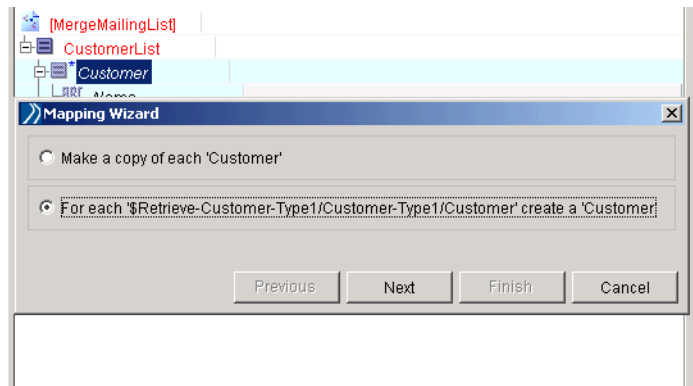 [MergeMailingList]
CustomerList
*Customer
Name
Mapping Wizard
Make a copy of each 'Customer'
For each '$Retrieve-Customer-Type1/Customer-Type1/Customer' create a 'Customer
Previous Next Finish Cancel